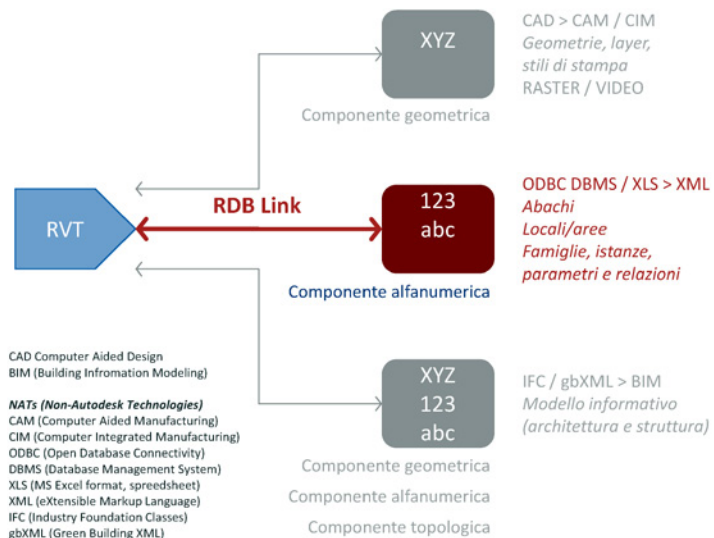 XYZ
CAD > CAM / CIM
Geometrie, layer,
stili di stampa
RASTER / VIDEO
Componente geometrica
RVT
RDB Link
123
abc
ODBC DBMS / XLS > XML
Abachi
Locali/aree
Famiglie, istanze,
parametri e relazioni
Componente alfanumerica
XYZ
123
abc
IFC / gbXML > BIM
Modello informativo
(architettura e struttura)
Componente geometrica
Componente alfanumerica
Componente topologica
CAD Computer Aided Design
BIM (Building Infromation Modeling)
NATs (Non-Autodesk Technologies)
CAM (Computer Aided Manufacturing)
CIM (Computer Integrated Manufacturing)
ODBC (Open Database Connectivity)
DBMS (Database Management System)
XLS (MS Excel format, spreedsheet)
XML (eXtensible Markup Language)
IFC (Industry Foundation Classes)
gbXML (Green Building XML)